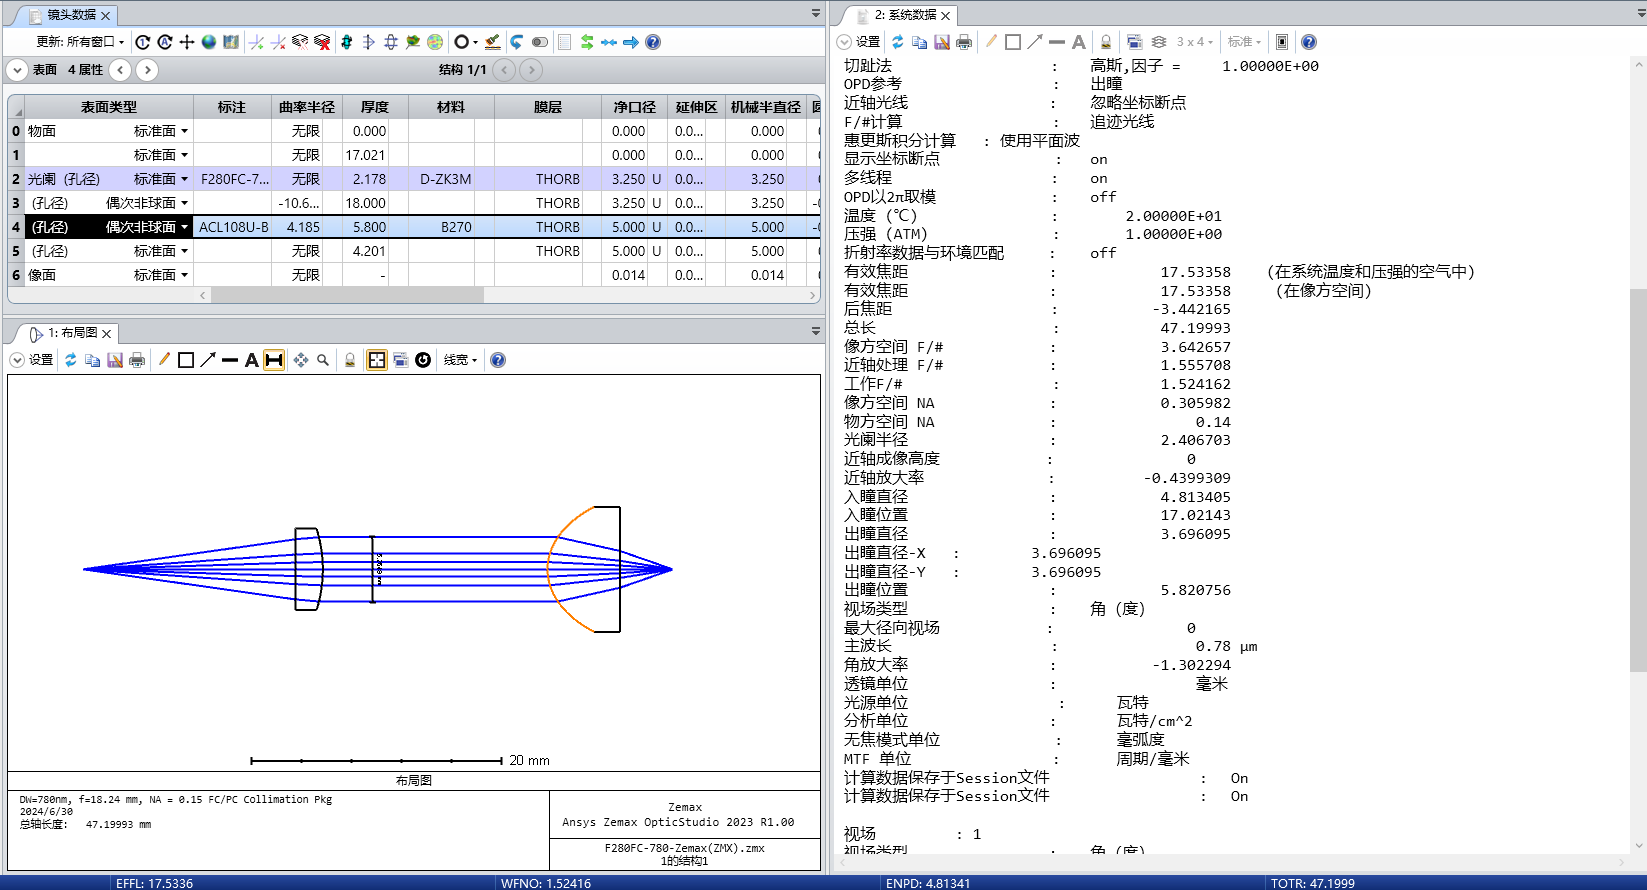 镜头数据
更新: 所有窗口
表面 4 属性
结构 1/1
表面类型 标注 曲率半径 厚度 材料 膜层 净口径 延伸区 机械半直径
0 物面 标准面 无限 0.000 0.000 0.0... 0.000
1 标准面 无限 17.021 0.000 0.0... 0.000
2 光阑 (孔径) 标准面 F280FC-7... 无限 2.178 D-ZK3M THORB 3.250 U 0.0... 3.250
3 (孔径) 偶次非球面 -10.6... 18.000 THORB 3.250 U 0.0... 3.250
4 (孔径) 偶次非球面 ACL108U-B 4.185 5.800 B270 THORB 5.000 U 0.0... 5.000
5 (孔径) 标准面 无限 4.201 THORB 5.000 U 0.0... 5.000
6 像面 标准面 无限 - 0.014 0.0... 0.014
1: 布局图
设置 线宽
20 mm
布局图
DW=780nm, f=18.24 mm, NA = 0.15 FC/PC Collimation Pkg
2024/6/30
总轴长度: 47.19993 mm
Zemax
Ansys Zemax OpticStudio 2023 R1.00
F280FC-780-Zemax(ZMX).zmx
1的结构1
2: 系统数据
设置 3 x 4 标准
切趾法 : 高斯,因子 = 1.00000E+00
OPD参考 : 出瞳
近轴光线 : 忽略坐标断点
F/#计算 : 追迹光线
惠更斯积分计算 : 使用平面波
显示坐标断点 : on
多线程 : on
OPD以2π取模 : off
温度 (℃) : 2.00000E+01
压强 (ATM) : 1.00000E+00
折射率数据与环境匹配 : off
有效焦距 : 17.53358 (在系统温度和压强的空气中)
有效焦距 : 17.53358 (在像方空间)
后焦距 : -3.442165
总长 : 47.19993
像方空间 F/# : 3.642657
近轴处理 F/# : 1.555708
工作F/# : 1.524162
像方空间 NA : 0.305982
物方空间 NA : 0.14
光阑半径 : 2.406703
近轴成像高度 : 0
近轴放大率 : -0.4399309
入瞳直径 : 4.813405
入瞳位置 : 17.02143
出瞳直径 : 3.696095
出瞳直径-X : 3.696095
出瞳直径-Y : 3.696095
出瞳位置 : 5.820756
视场类型 : 角 (度)
最大径向视场 : 0
主波长 : 0.78 μm
角放大率 : -1.302294
透镜单位 : 毫米
光源单位 : 瓦特
分析单位 : 瓦特/cm^2
无焦模式单位 : 毫弧度
MTF 单位 : 周期/毫米
计算数据保存于Session文件 : On
计算数据保存于Session文件 : On
视场 : 1
视场类型 : 角 (度)
EFFL: 17.5336 WFNO: 1.52416 ENPD: 4.81341 TOTR: 47.1999